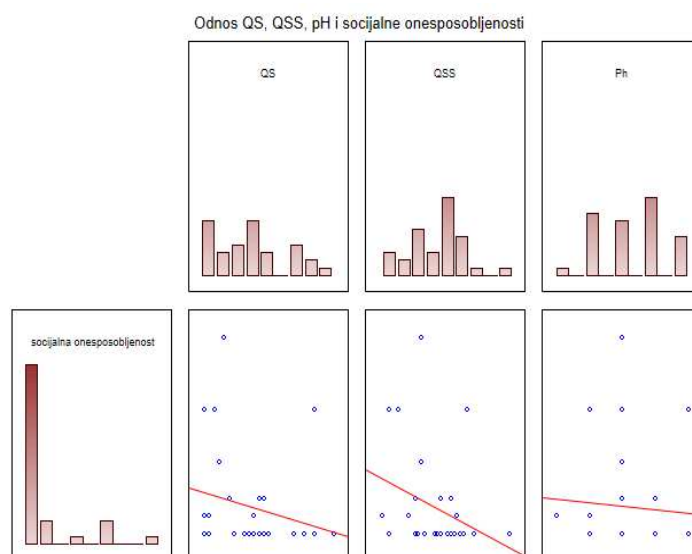 Odnos QS, QSS, pH i socijalne onesposobljenosti
QS
QSS
Ph
socijalna onesposobljenost